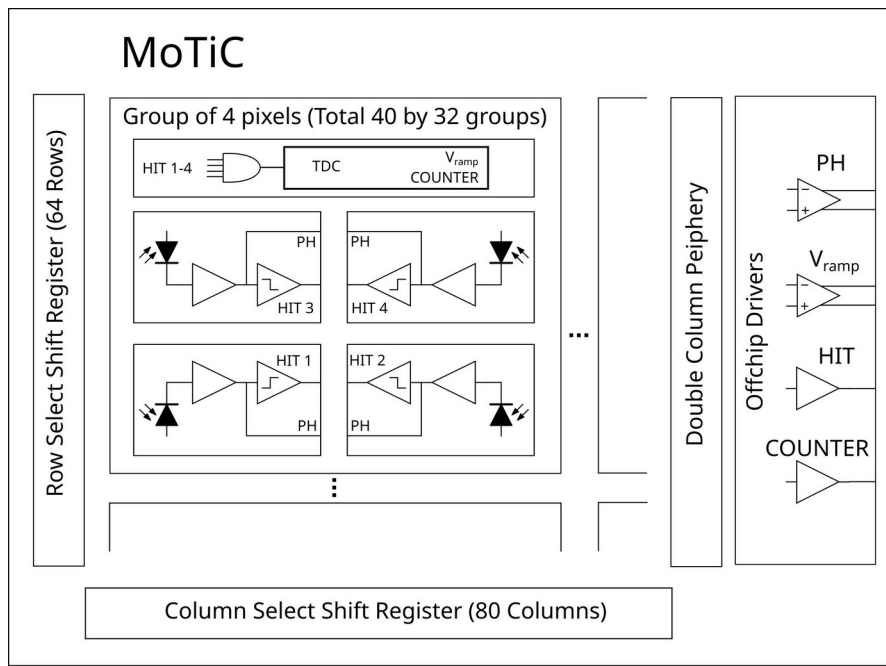 MoTiC
Row Select Shift Register (64 Rows)
Group of 4 pixels (Total 40 by 32 groups)
HIT 1-4
TDC
Vramp
COUNTER
PH
HIT 3
PH
HIT 4
HIT 1
PH
HIT 2
PH
...
...
Double Column Peiphery
Offchip Drivers
PH
- 
+
Vramp
-
+
HIT
COUNTER
Column Select Shift Register (80 Columns)